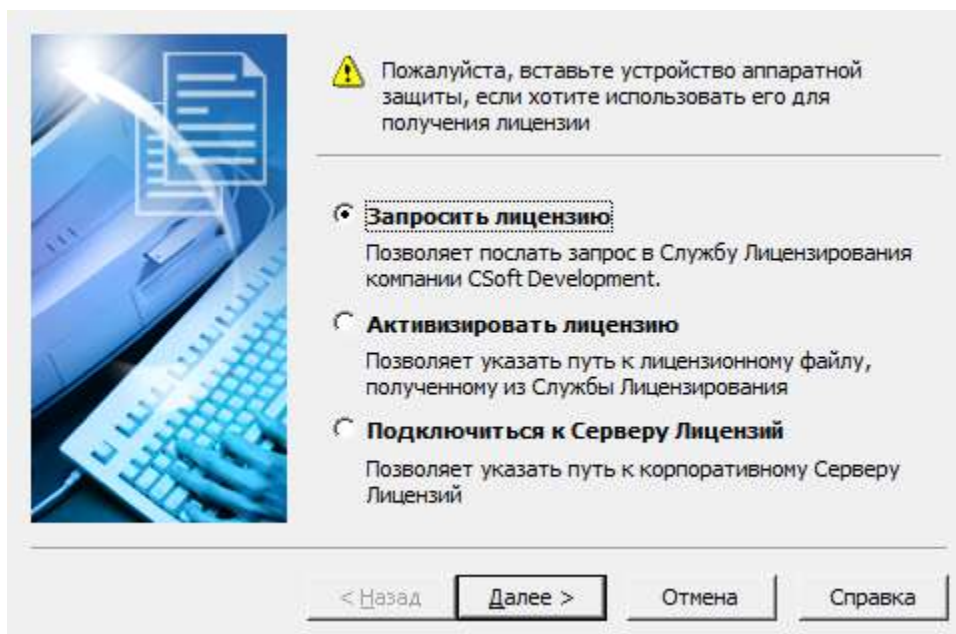 Пожалуйста, вставьте устройство аппаратной
защиты, если хотите использовать его для
получения лицензии
Запросить лицензию
Позволяет послать запрос в Службу Лицензирования
компании CSoft Development.
Активизировать лицензию
Позволяет указать путь к лицензионному файлу,
полученному из Службы Лицензирования
Подключиться к Серверу Лицензий
Позволяет указать путь к корпоративному Серверу
Лицензий
< Назад
Далее >
Отмена
Справка